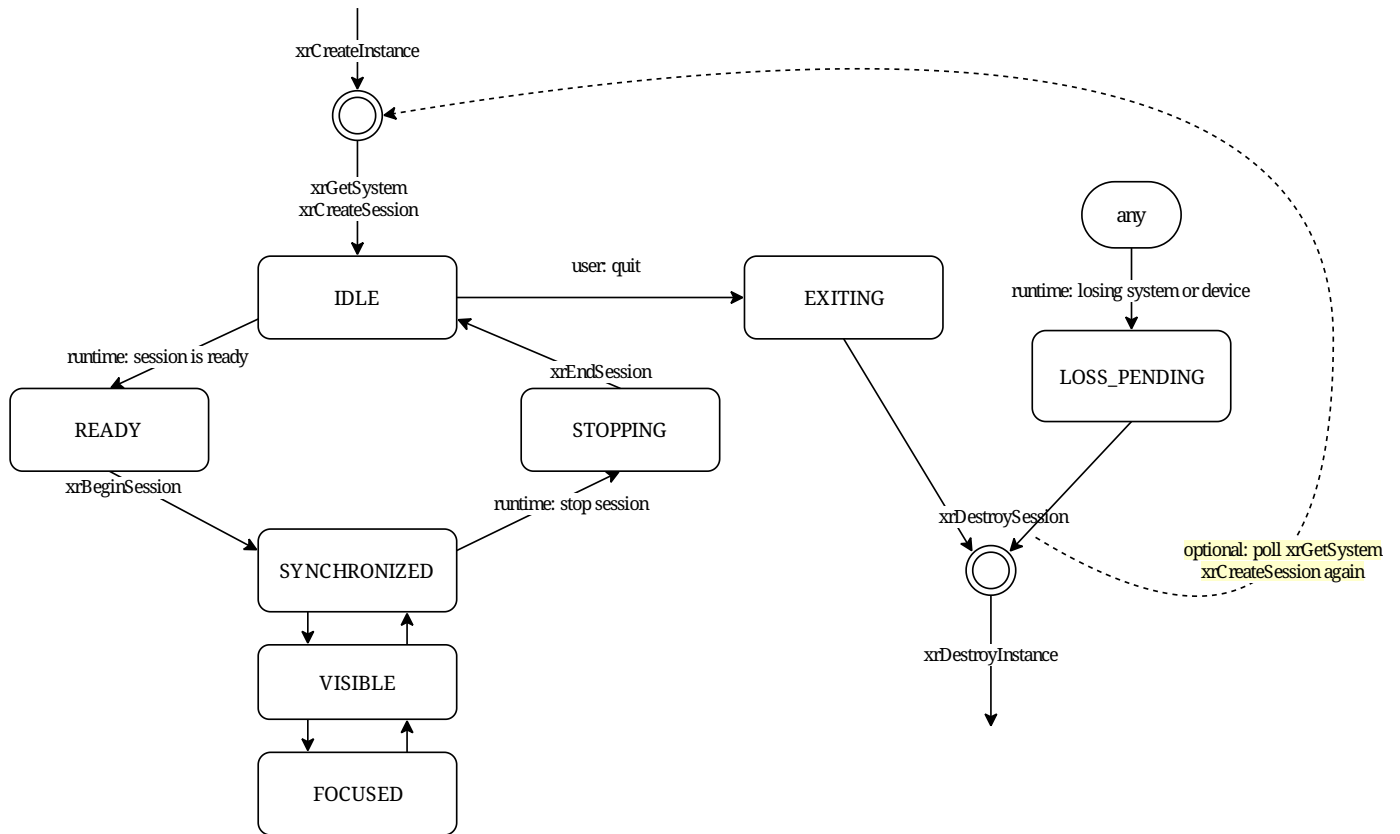 xrCreateInstance
xrGetSystem
xrCreateSession
any
IDLE
user: quit
EXITING
runtime: losing system or device
runtime: session is ready
xrEndSession
LOSS_PENDING
READY
STOPPING
xrBeginSession
runtime: stop session
xrDestroySession
optional: poll xrGetSystem
xrCreateSession again
SYNCHRONIZED
xrDestroyInstance
VISIBLE
FOCUSED